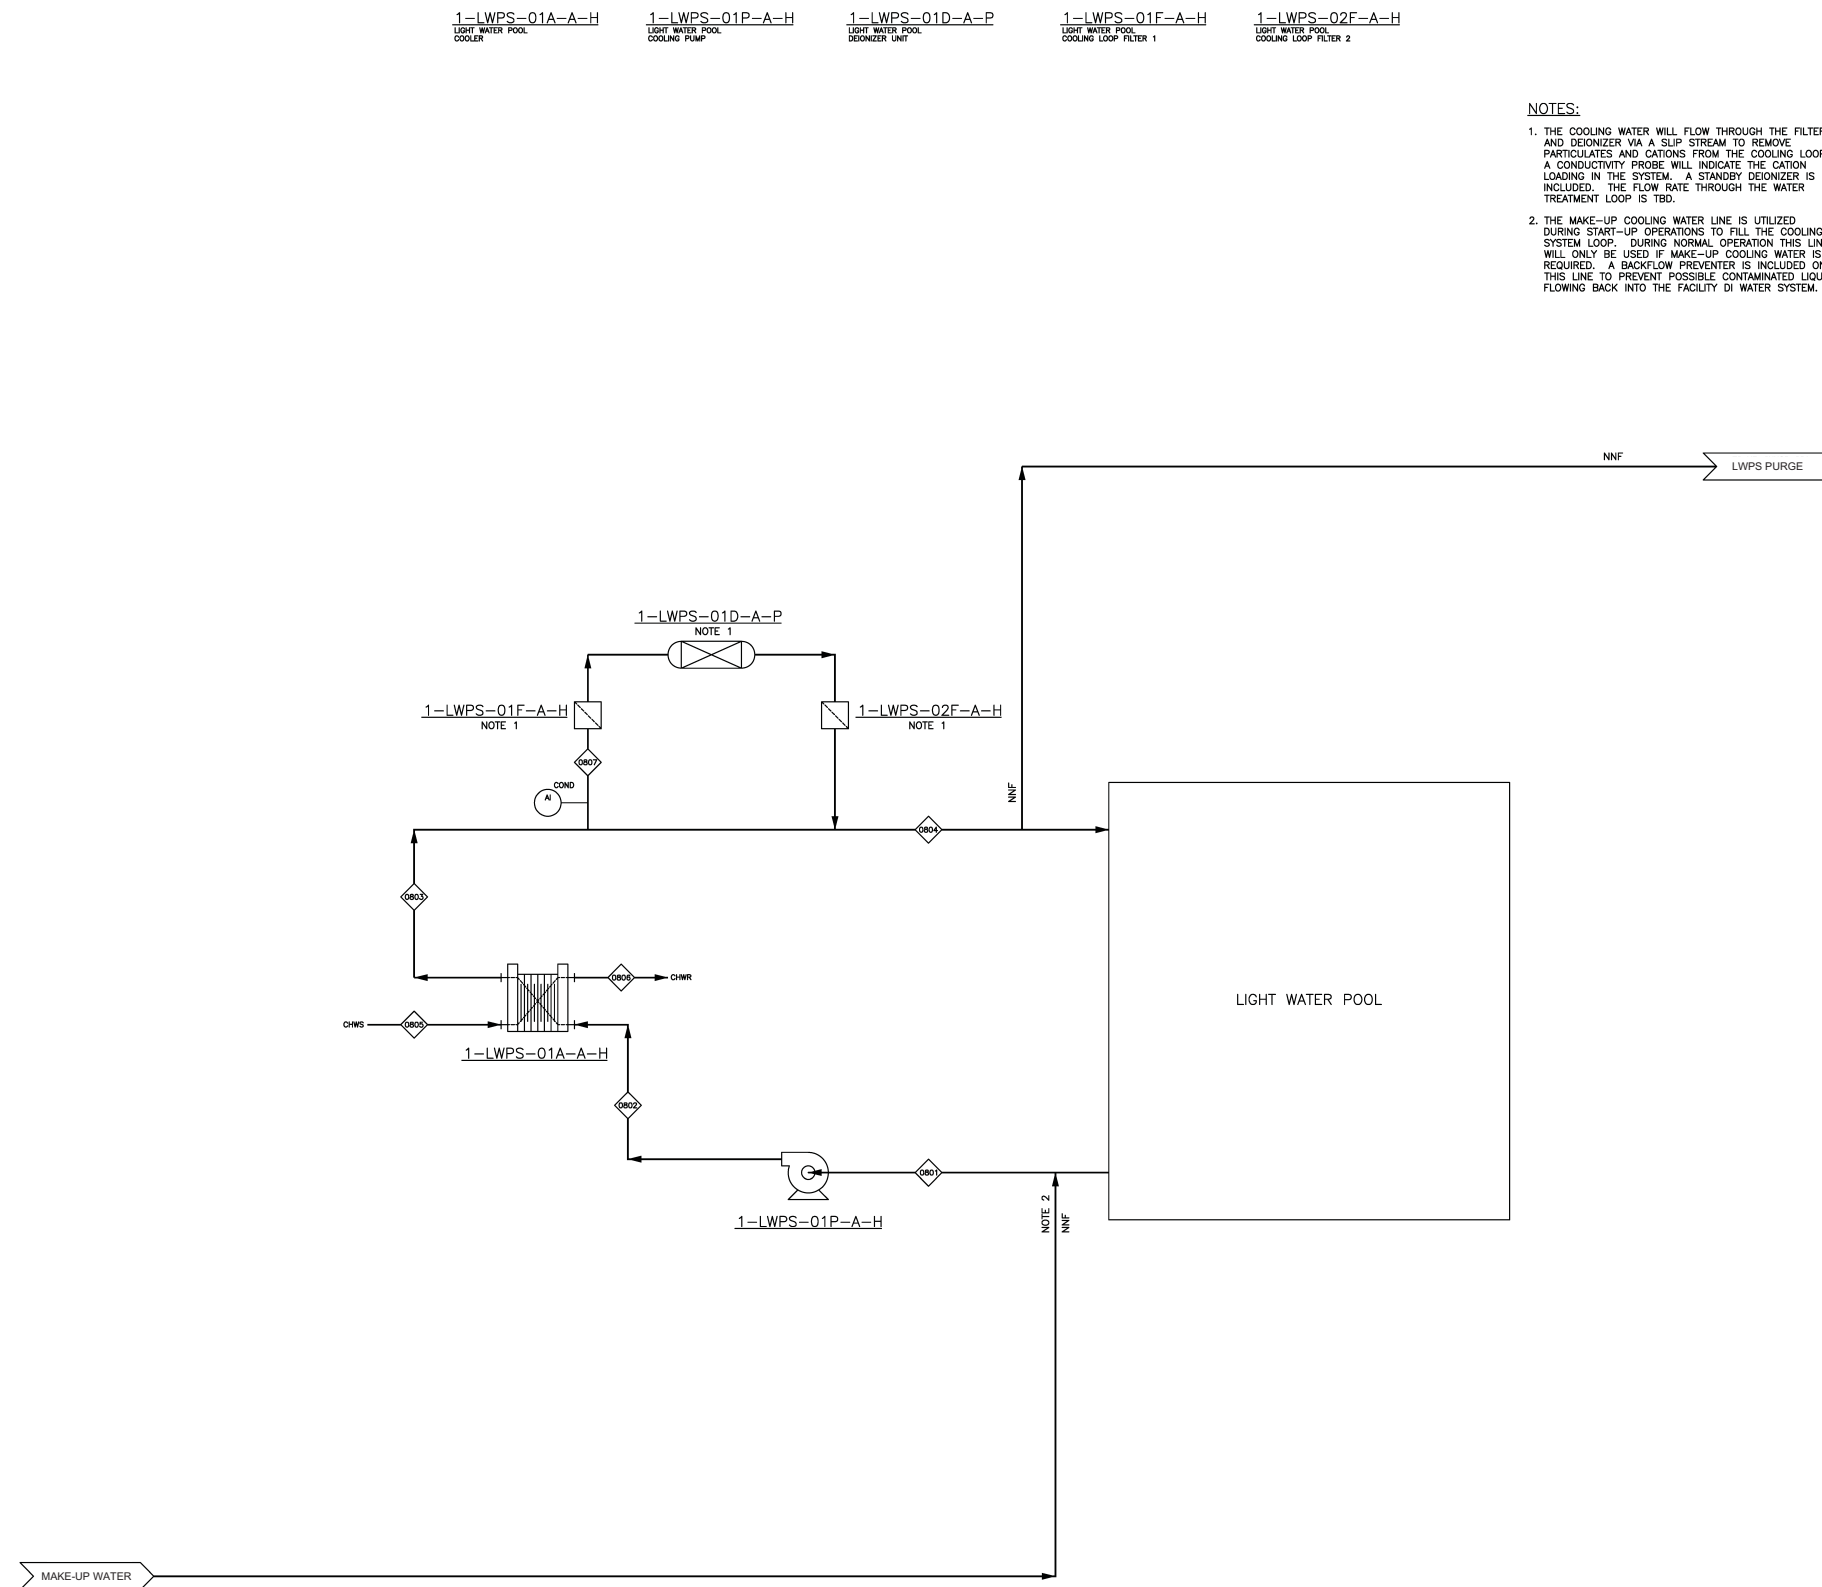 1-LWPS-01A-A-H
LIGHT WATER POOL
COOLER
1-LWPS-01P-A-H
LIGHT WATER POOL
COOLING PUMP
1-LWPS-01D-A-P
LIGHT WATER POOL
DEIONIZER UNIT
1-LWPS-01F-A-H
LIGHT WATER POOL
COOLING LOOP FILTER 1
1-LWPS-02F-A-H
LIGHT WATER POOL
COOLING LOOP FILTER 2
NOTES:
1. THE COOLING WATER WILL FLOW THROUGH THE FILTER
AND DEIONIZER VIA A SLIP STREAM TO REMOVE
PARTICULATES AND CATIONS FROM THE COOLING LOOP
A CONDUCTIVITY PROBE WILL INDICATE THE CATION
LOADING IN THE SYSTEM. A STANDBY DEIONIZER IS
INCLUDED. THE FLOW RATE THROUGH THE WATER
TREATMENT LOOP IS TBD.
2. THE MAKE-UP COOLING WATER LINE IS UTILIZED
DURING START-UP OPERATIONS TO FILL THE COOLING
SYSTEM LOOP. DURING NORMAL OPERATION THIS LIN
WILL ONLY BE USED IF MAKE-UP COOLING WATER IS
REQUIRED. A BACKFLOW PREVENTER IS INCLUDED ON
THIS LINE TO PREVENT POSSIBLE CONTAMINATED LIQU
FLOWING BACK INTO THE FACILITY DI WATER SYSTEM.
NNF
LWPS PURGE
1-LWPS-01D-A-P
NOTE 1
1-LWPS-01F-A-H
NOTE 1
1-LWPS-02F-A-H
NOTE 1
0807
COND
AI
NNF
0804
0803
0806
CHWR
CHWS
0805
LIGHT WATER POOL
1-LWPS-01A-A-H
0802
0801
1-LWPS-01P-A-H
NOTE 2
NNF
MAKE-UP WATER